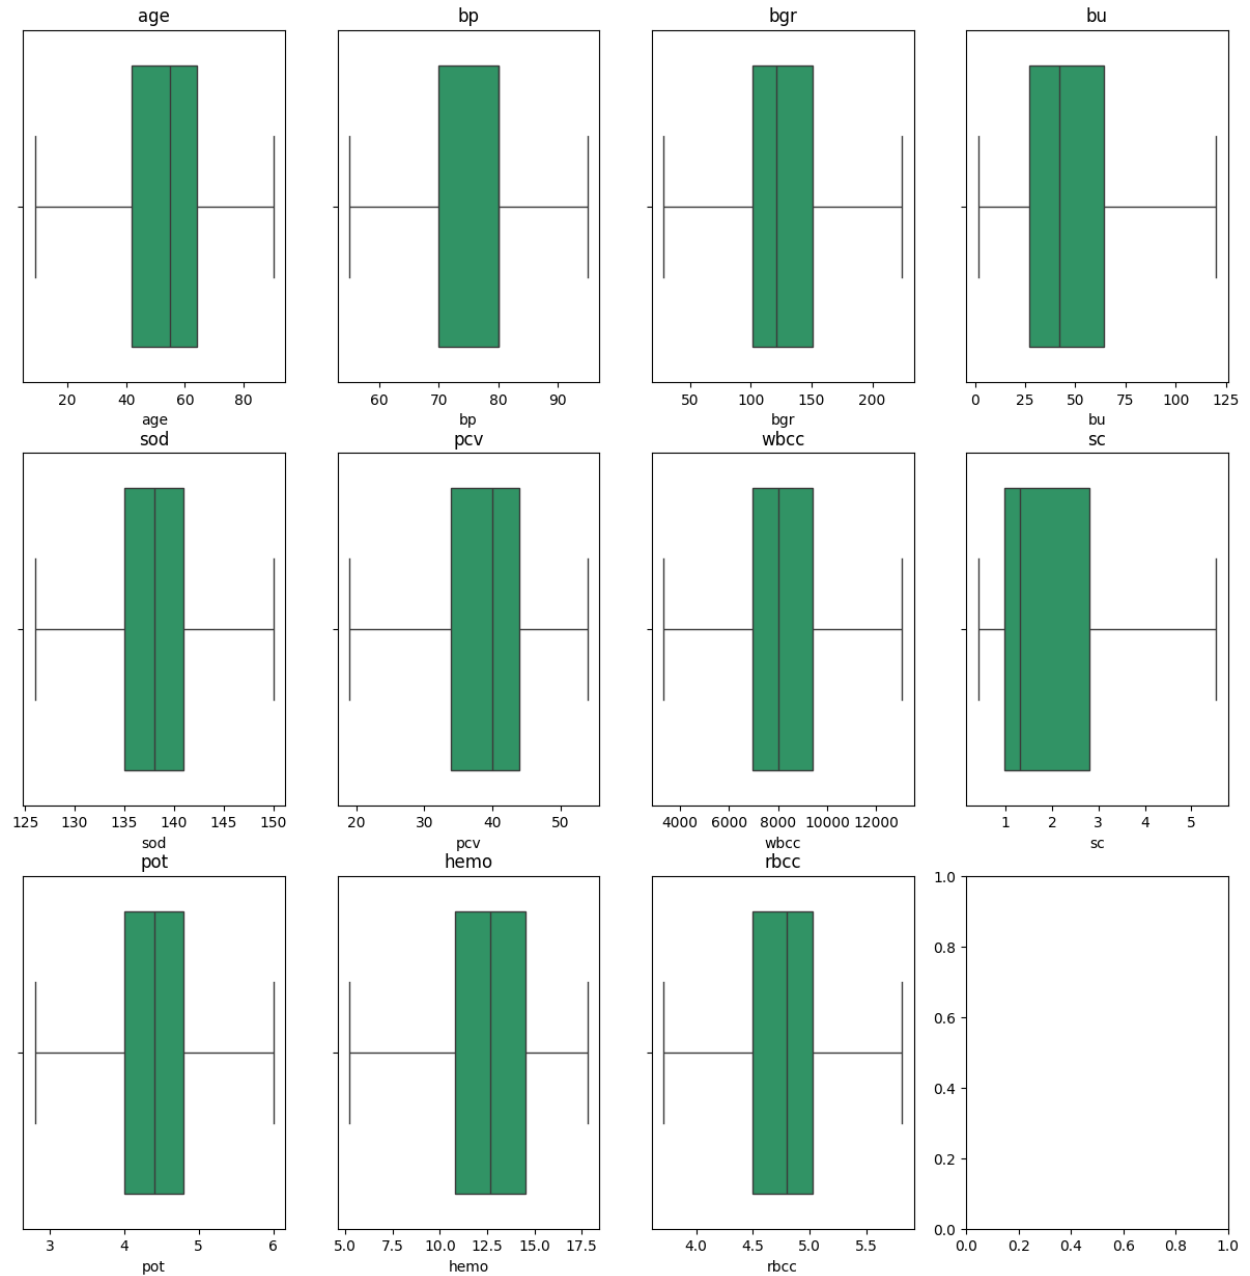 age bp bgr bu
20 40 60 80 60 70 80 90 50 100 150 200 0 25 50 75 100 125
age bp bgr bu
sod pcv wbcc sc
125 130 135 140 145 150 20 30 40 50 4000 6000 8000 10000 12000 1 2 3 4 5
sod pcv wbcc sc
pot hemo rbcc
1.0
0.8
0.6
0.4
0.2
0.0
3 4 5 6 5.0 7.5 10.0 12.5 15.0 17.5 4.0 4.5 5.0 5.5 0.0 0.2 0.4 0.6 0.8 1.0
pot hemo rbcc